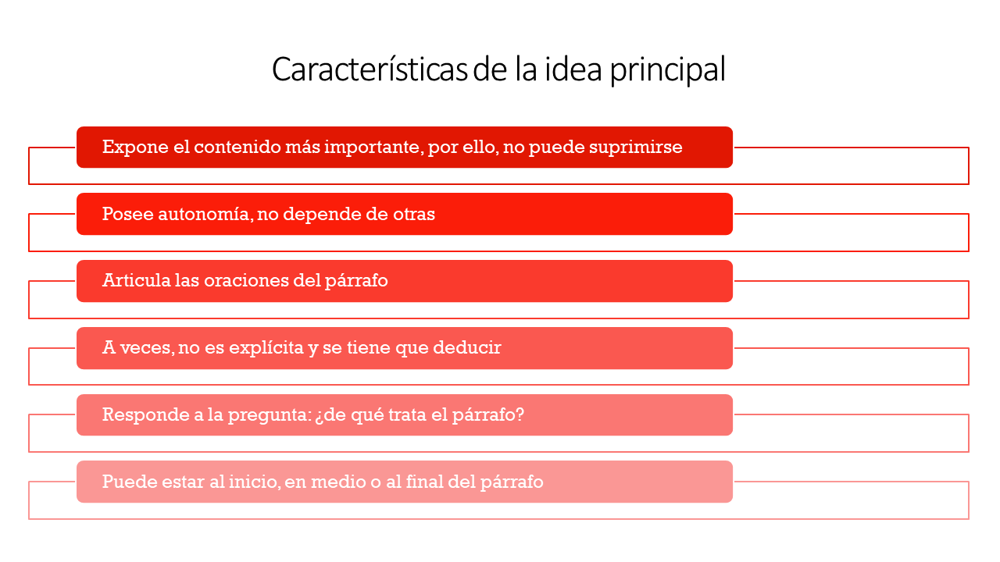 Características de la idea principal
Expone el contenido más importante, por ello, no puede suprimirse
Posee autonomía, no depende de otras
Articula las oraciones del párrafo
A veces, no es explícita y se tiene que deducir
Responde a la pregunta: ¿de qué trata el párrafo?
Puede estar al inicio, en medio o al final del párrafo